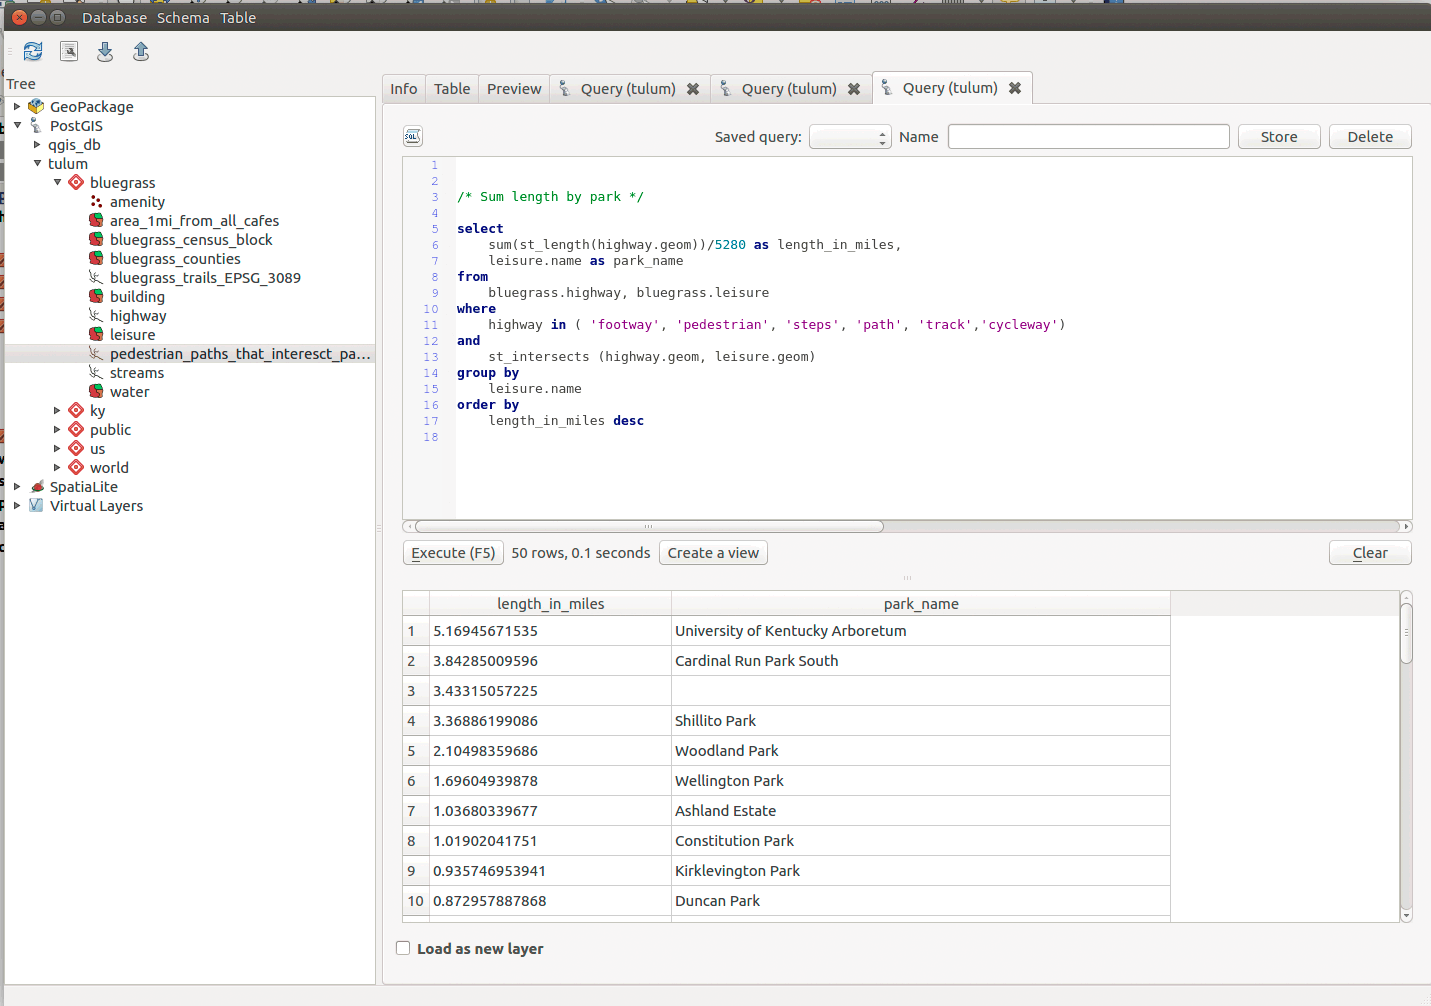 Database Schema Table
Tree
GeoPackage
PostGIS
qgis_db
tulum
bluegrass
amenity
area_1mi_from_all_cafes
bluegrass_census_block
bluegrass_counties
bluegrass_trails_EPSG_3089
building
highway
leisure
pedestrian_paths_that_interesct_pa...
streams
water
ky
public
us
world
SpatiaLite
Virtual Layers
Info Table Preview Query (tulum) Query (tulum) Query (tulum)
SQL Saved query: Name Store Delete
1
2
3 /* Sum length by park */
4
5 select
6 sum(st_length(highway.geom))/5280 as length_in_miles,
7 leisure.name as park_name
8 from
9 bluegrass.highway, bluegrass.leisure
10 where
11 highway in ( 'footway', 'pedestrian', 'steps', 'path', 'track','cycleway')
12 and
13 st_intersects (highway.geom, leisure.geom)
14 group by
15 leisure.name
16 order by
17 length_in_miles desc
18
Execute (F5) 50 rows, 0.1 seconds Create a view Clear
length_in_miles park_name
1 5.16945671535 University of Kentucky Arboretum
2 3.84285009596 Cardinal Run Park South
3 3.43315057225
4 3.36886199086 Shillito Park
5 2.10498359686 Woodland Park
6 1.69604939878 Wellington Park
7 1.03680339677 Ashland Estate
8 1.01902041751 Constitution Park
9 0.935746953941 Kirklevington Park
10 0.872957887868 Duncan Park
Load as new layer